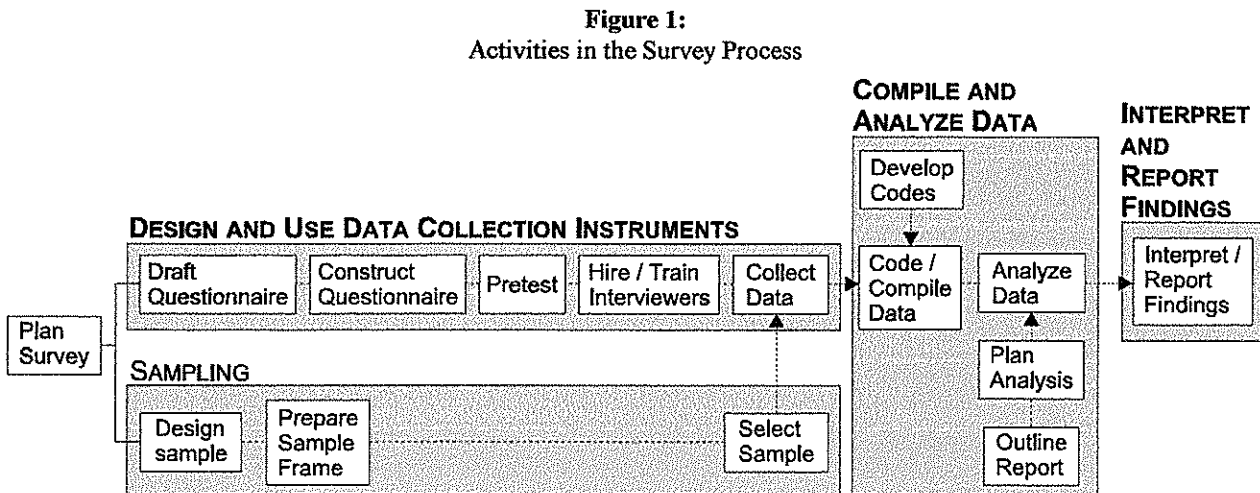 Figure 1:
Activities in the Survey Process
COMPILE AND
ANALYZE DATA
INTERPRET
AND
REPORT
FINDINGS
Develop
Codes
DESIGN AND USE DATA COLLECTION INSTRUMENTS
Draft
Questionnaire
Construct
Questionnaire
Pretest
Hire / Train
Interviewers
Collect
Data
Code /
Compile
Data
Analyze
Data
Interpret /
Report
Findings
Plan
Survey
Plan
Analysis
SAMPLING
Design
sample
Prepare
Sample
Frame
Select
Sample
Outline
Report